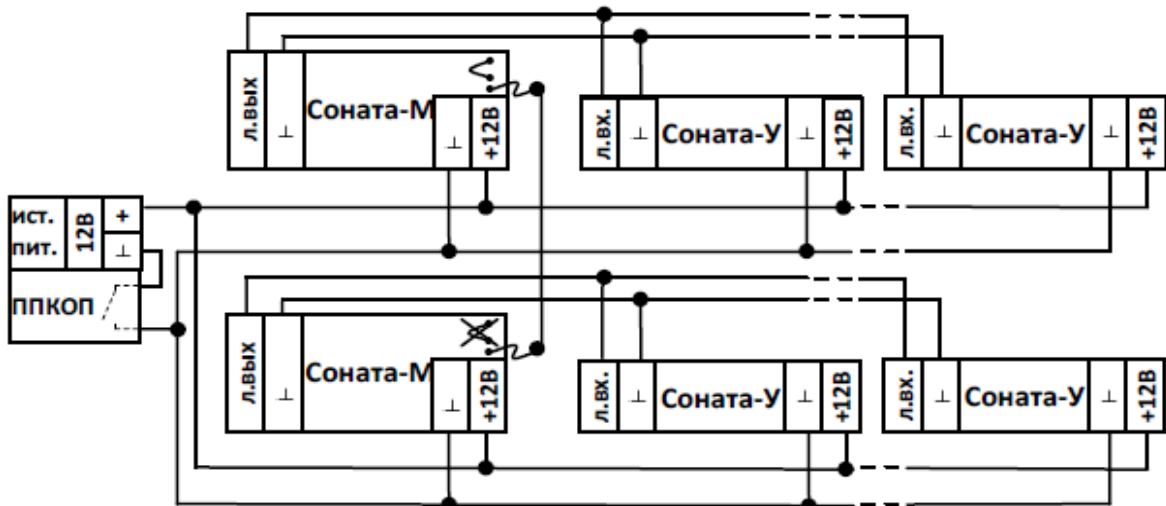 л.вых ⊥ Соната-М ⊥ +12В
л.вх. ⊥ Соната-У ⊥ +12В
л.вх. ⊥ Соната-У ⊥ +12В
ист.
пит.
12В
+
⊥
ППКОП
л.вых ⊥ Соната-М ⊥ +12В
л.вх. ⊥ Соната-У ⊥ +12В
л.вх. ⊥ Соната-У ⊥ +12В